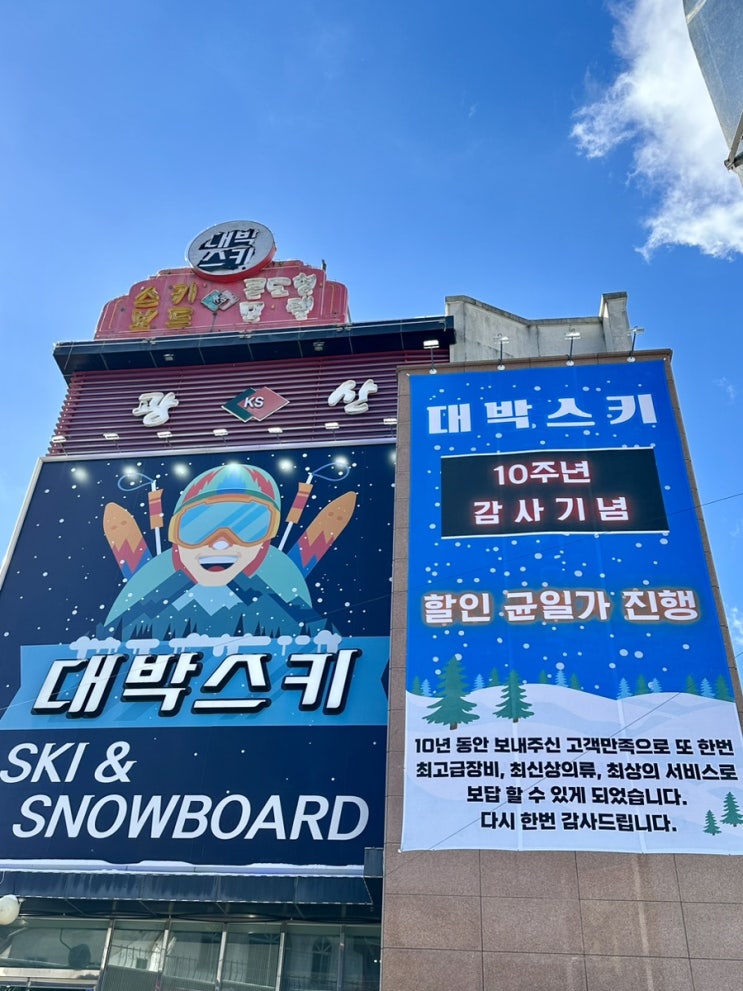 대박
스키
스키
보드
KS
콘도형
민박
광 KS 상
대박스키
SKI &
SNOWBOARD
대박스키
10주년
감사기념
할인 균일가 진행
10년 동안 보내주신 고객만족으로 또 한번
최고급장비, 최신상의류, 최상의 서비스로
보답 할 수 있게 되었습니다.
다시 한번 감사드립니다.